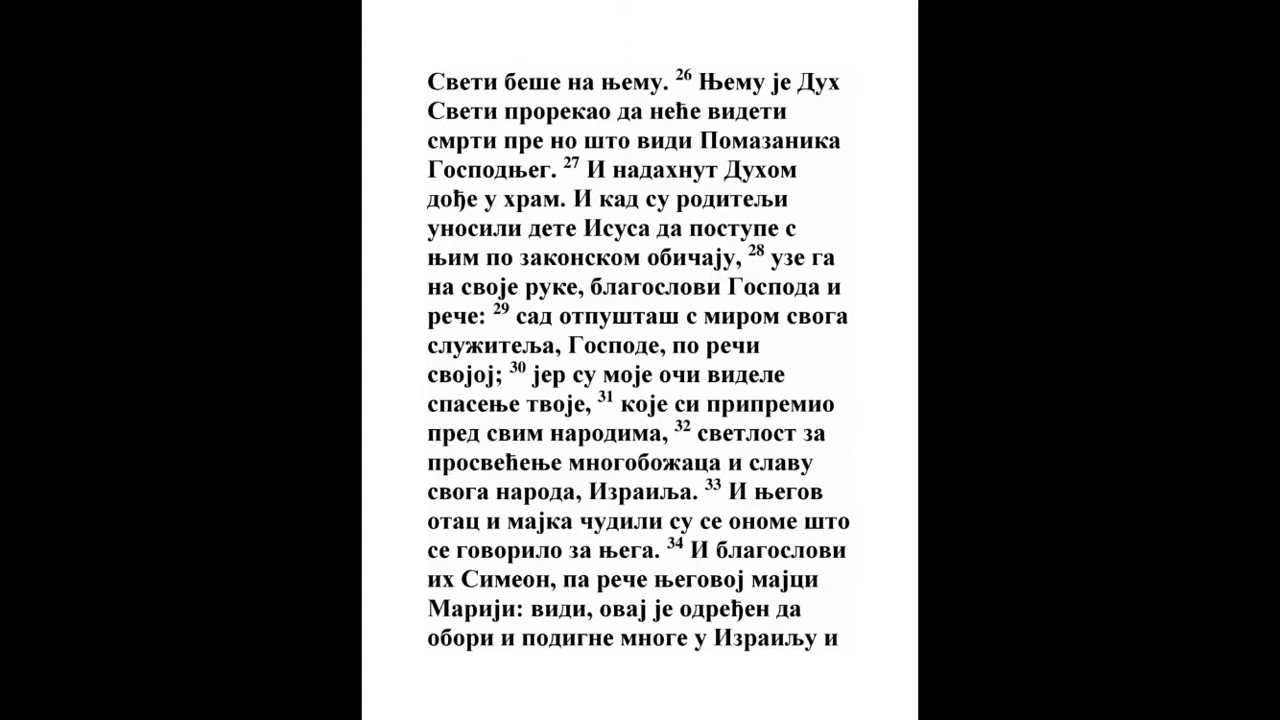 Свети беше на њему. 26 Њему је Дух
Свети прорекао да неће видети
смрти пре но што види Помазаника
Господњег. 27 И надахнут Духом
дође у храм. И кад су родитељи
уносили дете Исуса да поступе с
њим по законском обичају, 28 узе га
на своје руке, благослови Господа и
рече: 29 сад отпушташ с миром свога
служитеља, Господе, по речи
својој; 30 јер су моје очи виделе
спасење твоје, 31 које си припремио
пред свим народима, 32 светлост за
просвећење многобожаца и славу
свога народа, Израиља. 33 И његов
отац и мајка чудили су се ономе што
се говорило за њега. 34 И благослови
их Симеон, па рече његовој мајци
Марији: види, овај је одређен да
обори и подигне многе у Израиљу и